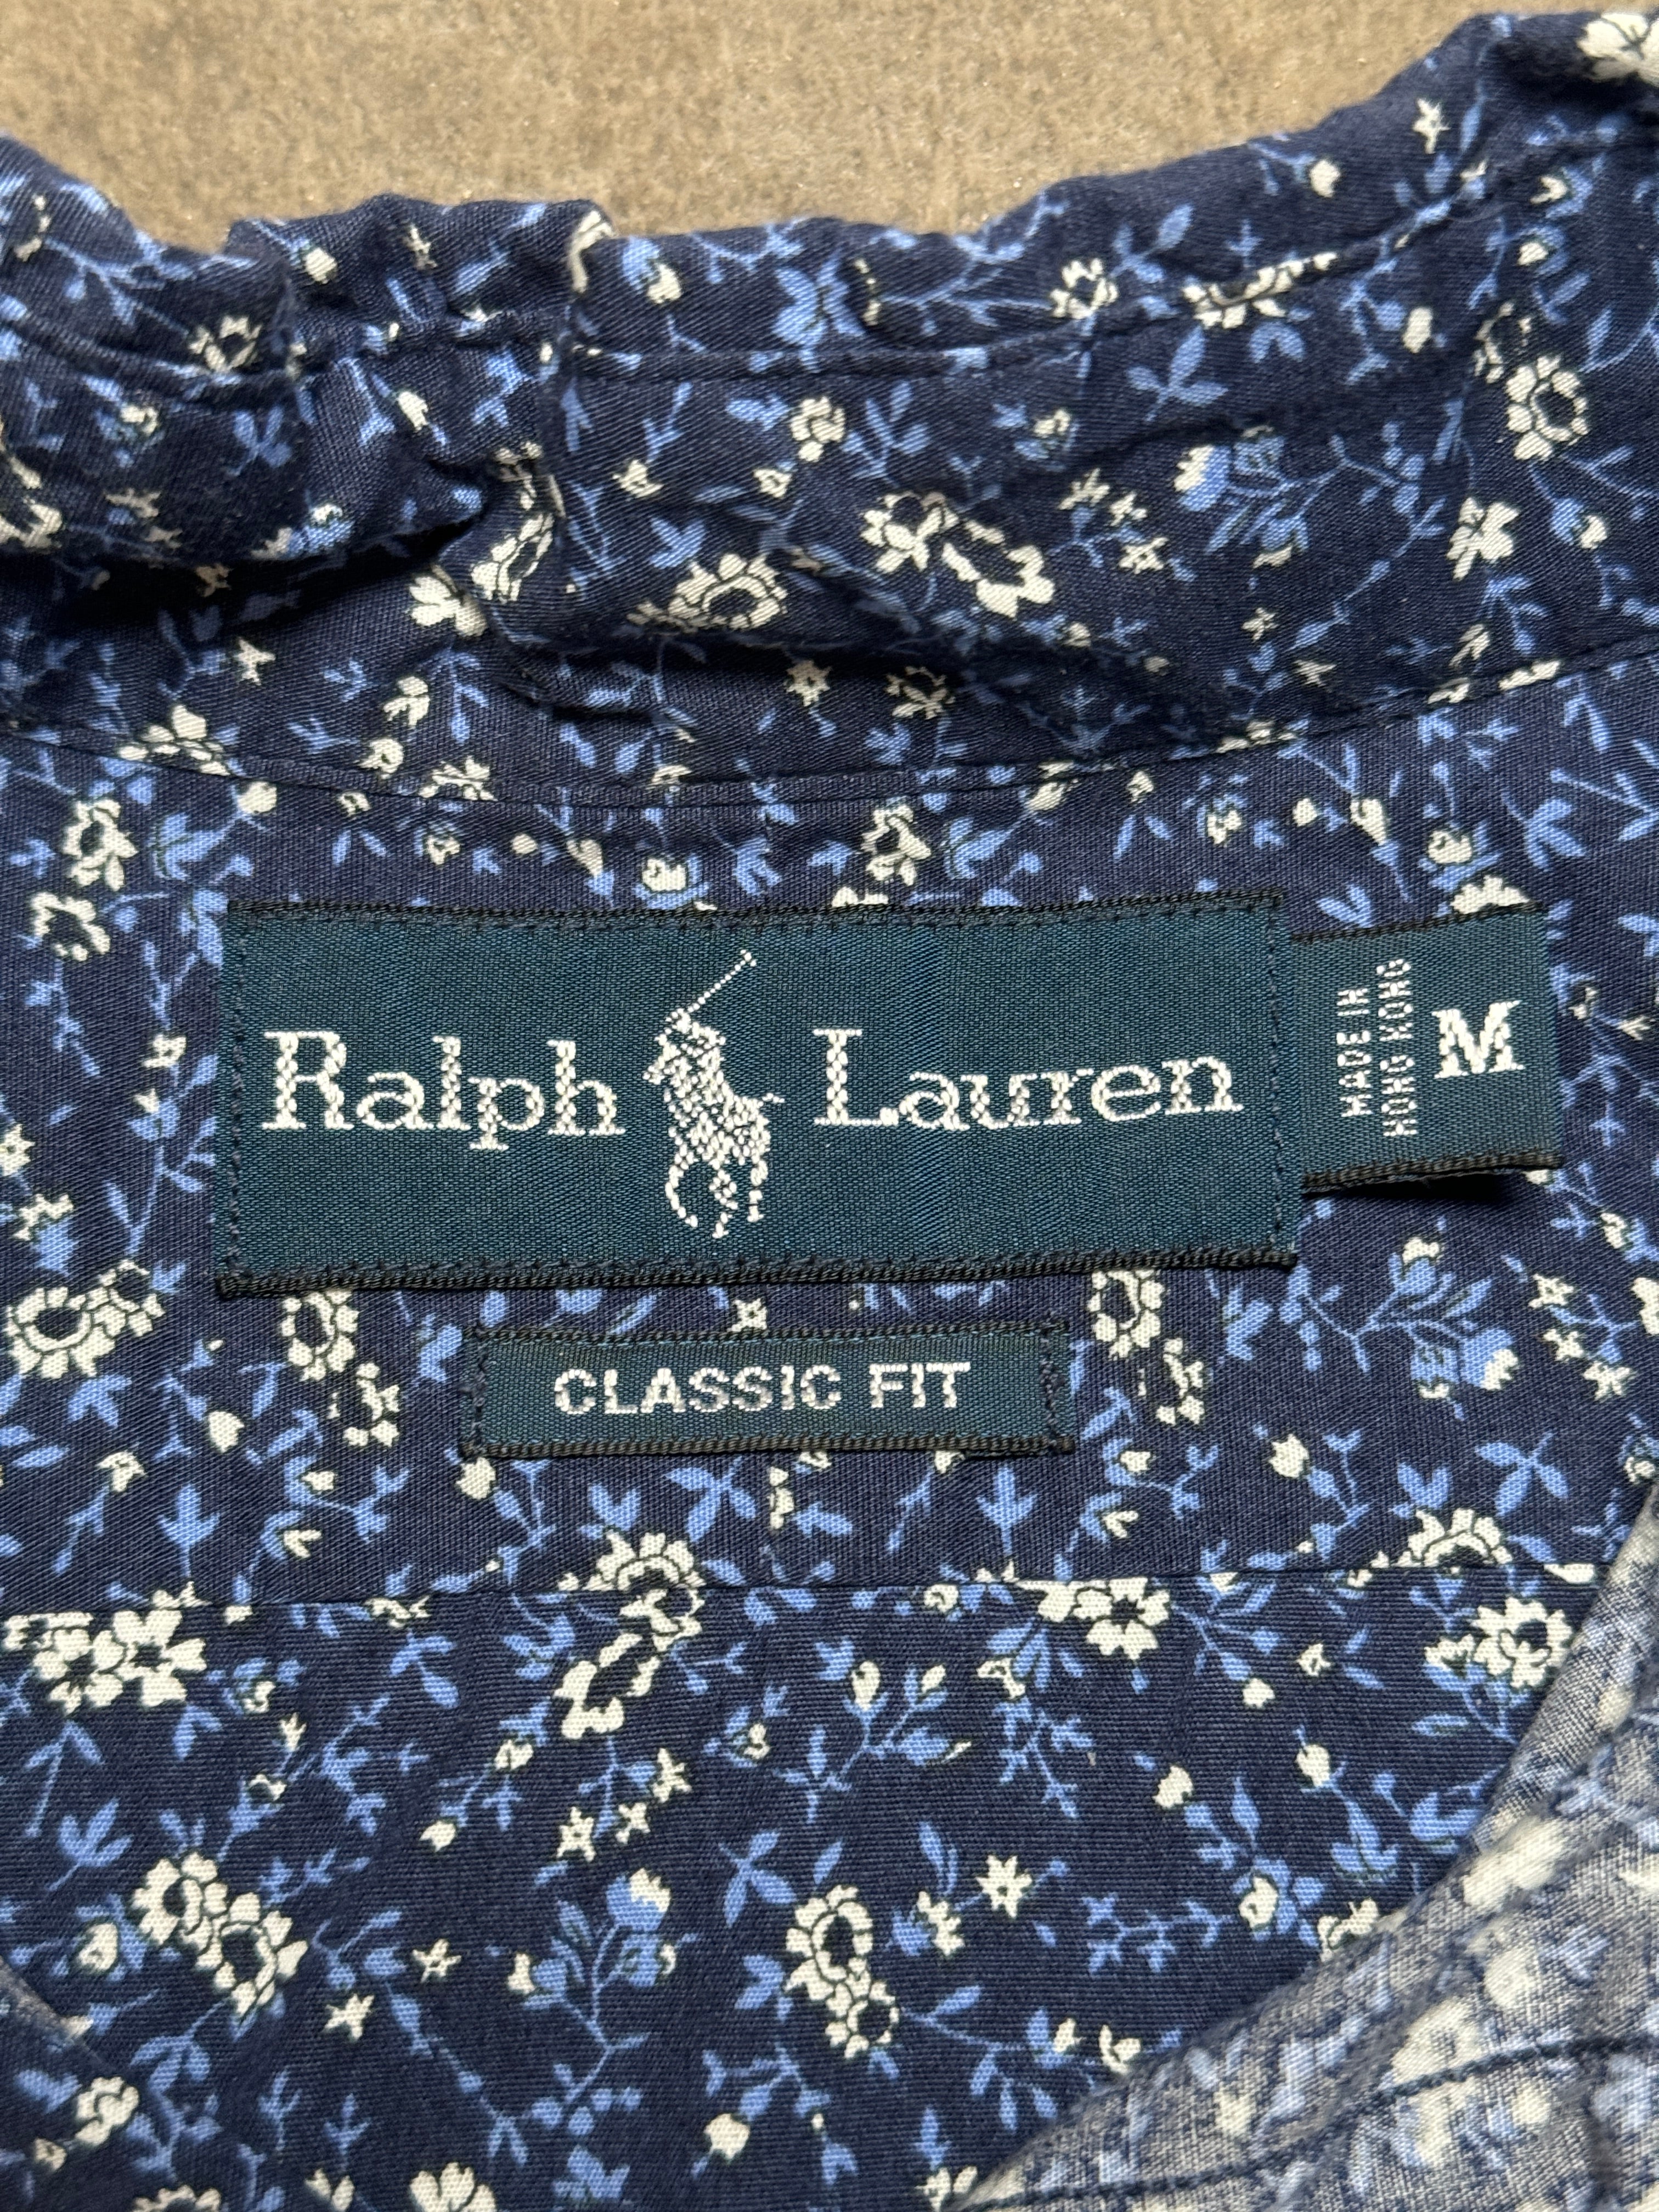 Ralph Lauren
MADE IN
HONG KONG
M
CLASSIC FIT